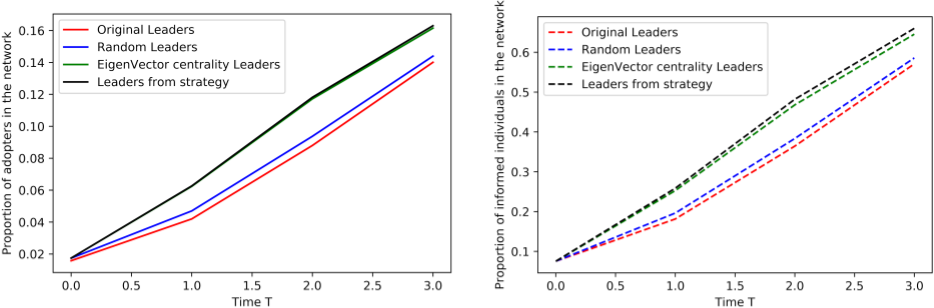 Proportion of adopters in the network
0.16
0.14
0.12
0.10
0.08
0.06
0.04
0.02
Original Leaders
Random Leaders
EigenVector centrality Leaders
Leaders from strategy
0.0 0.5 1.0 1.5 2.0 2.5 3.0
Time T
Proportion of informed individuals in the network
0.6
0.5
0.4
0.3
0.2
0.1
Original Leaders
Random Leaders
EigenVector centrality Leaders
Leaders from strategy
0.0 0.5 1.0 1.5 2.0 2.5 3.0
Time T